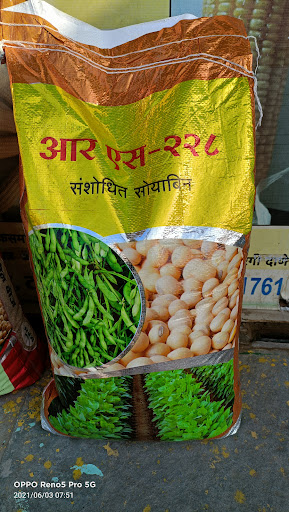 आर एस-२२८
संशोधित सोयाबिन
1761
OPPO Reno5 Pro 5G
2021/06/03 07:51